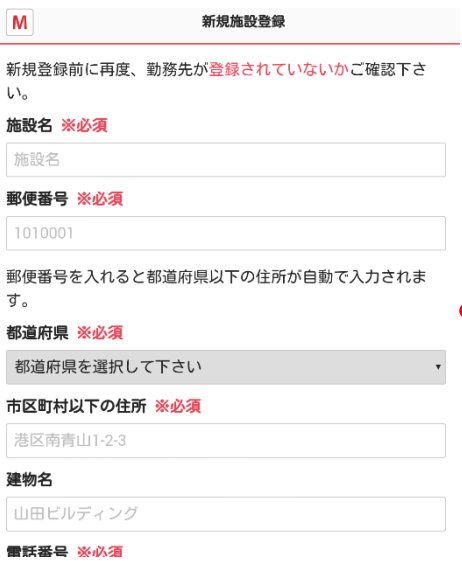 M
新規施設登録
新規登録前に再度、勤務先が登録されていないかご確認下さ
い。
施設名 ※必須
施設名
郵便番号 ※必須
1010001
郵便番号を入れると都道府県以下の住所が自動で入力されま
す。
都道府県 ※必須
都道府県を選択して下さい
市区町村以下の住所 ※必須
港区南青山1-2-3
建物名
山田ビルディング
電話番号 ※必須